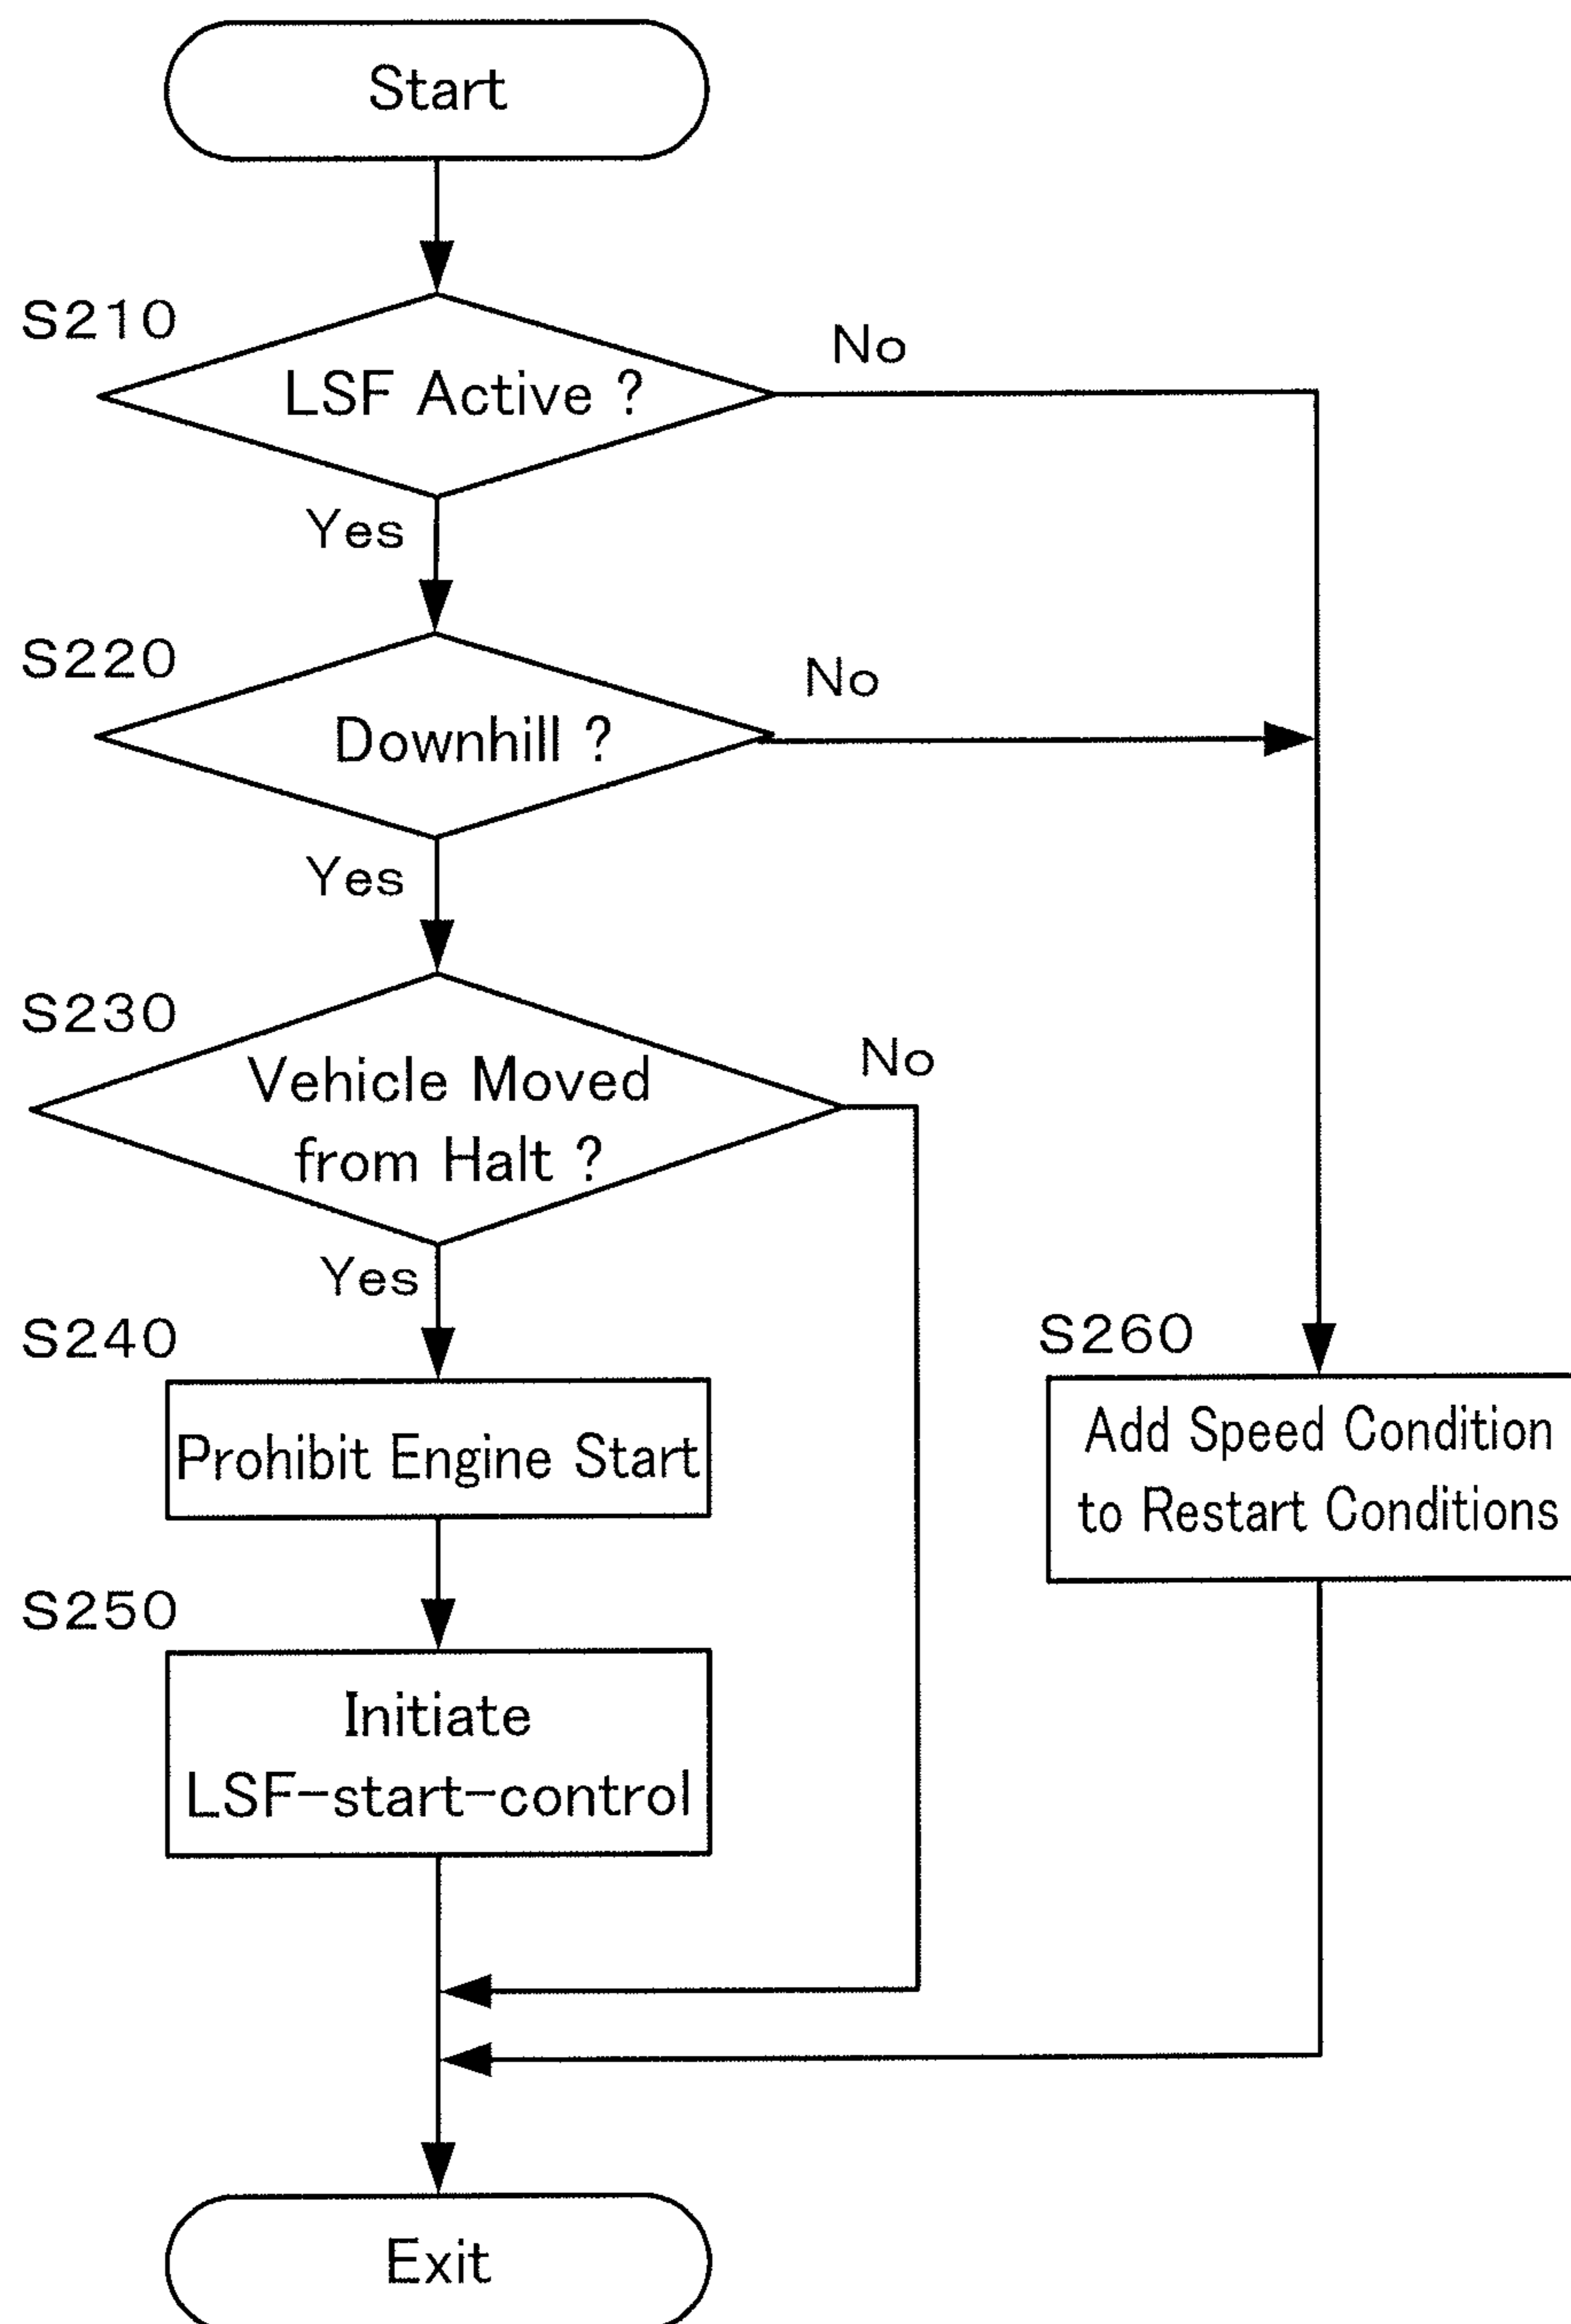 Start
S210
No
LSF Active ?
Yes
S220
No
Downhill ?
Yes
S230
No
Vehicle Moved
from Halt ?
Yes
S240
Prohibit Engine Start
S260
Add Speed Condition
to Restart Conditions
S250
Initiate
LSF-start-control
Exit